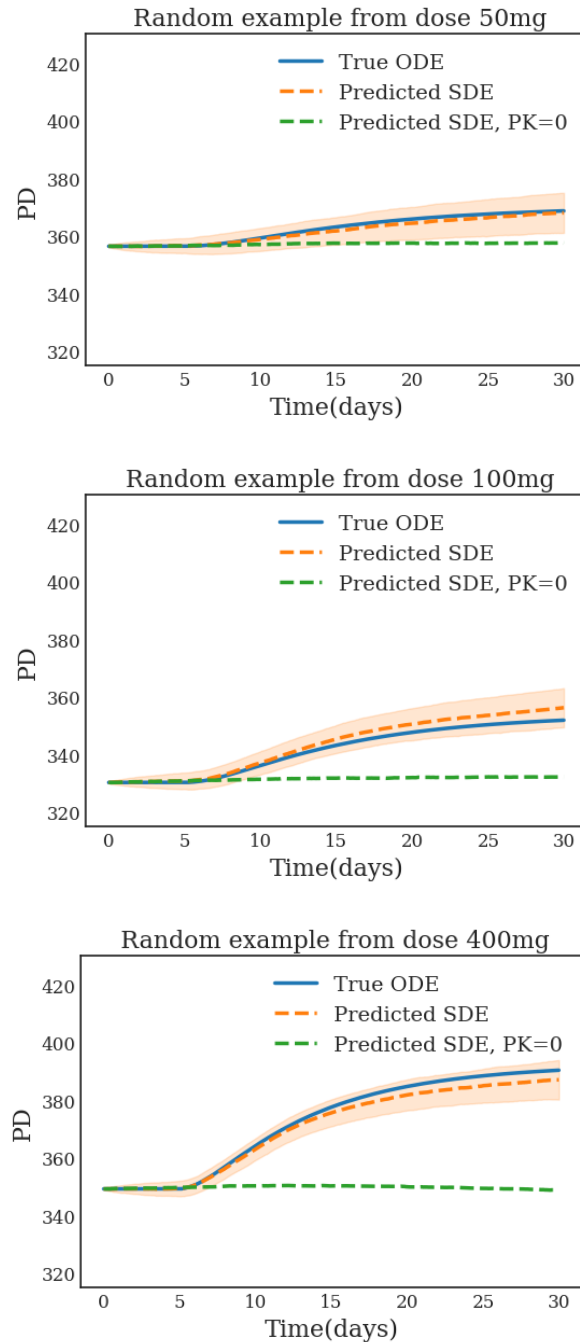 Random example from dose 50mg
True ODE
Predicted SDE
Predicted SDE, PK=0
PD
420
400
380
360
340
320
0 5 10 15 20 25 30
Time(days)
Random example from dose 100mg
True ODE
Predicted SDE
Predicted SDE, PK=0
PD
420
400
380
360
340
320
0 5 10 15 20 25 30
Time(days)
Random example from dose 400mg
True ODE
Predicted SDE
Predicted SDE, PK=0
PD
420
400
380
360
340
320
0 5 10 15 20 25 30
Time(days)